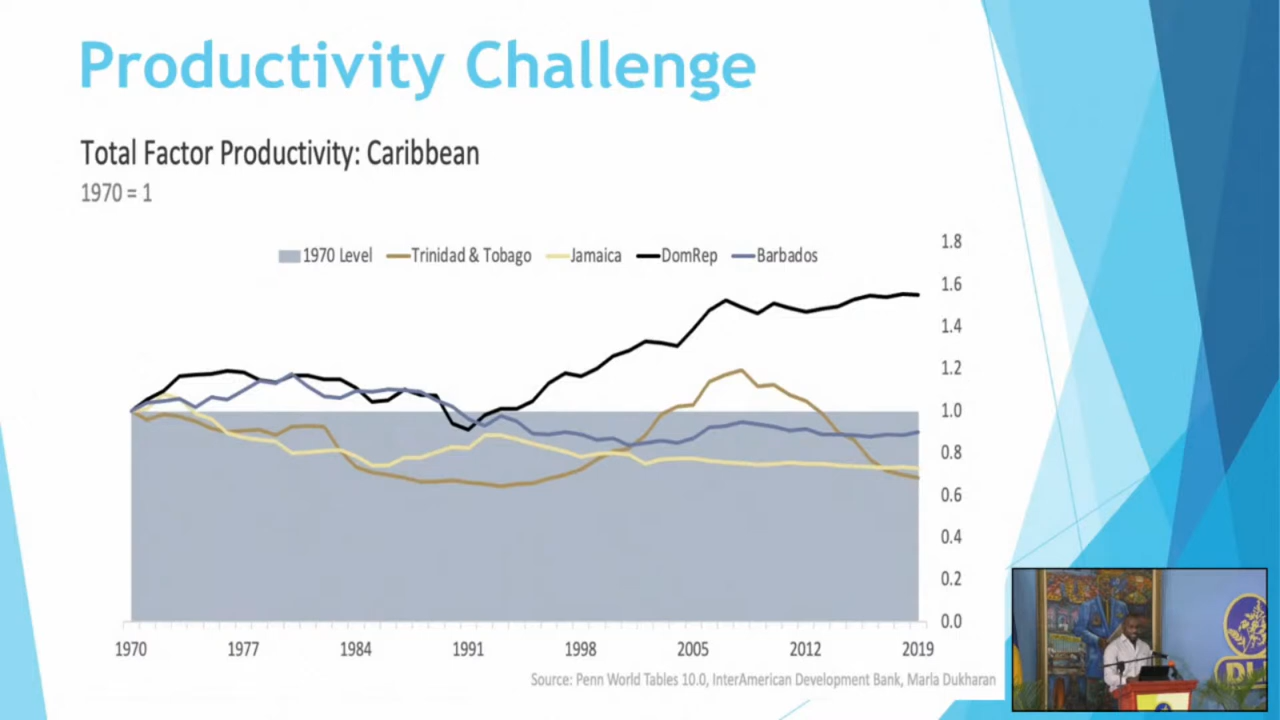 Productivity Challenge
Total Factor Productivity: Caribbean
1970 = 1
1970 Level Trinidad & Tobago Jamaica DomRep Barbados
1.8
1.6
1.4
1.2
1.0
0.8
0.6
0.4
0.2
0.0
1970 1977 1984 1991 1998 2005 2012 2019
Source: Penn World Tables 10.0, InterAmerican Development Bank, Marla Dukharan